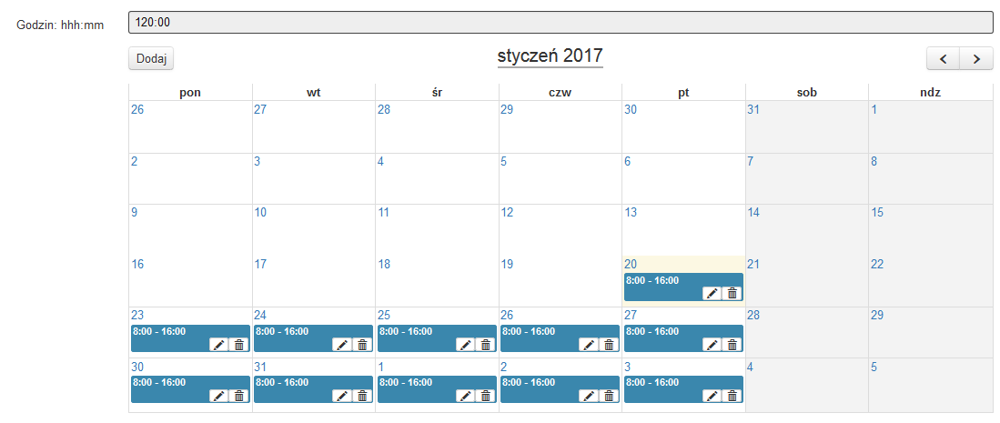 Godzin: hhh:mm 120:00
Dodaj styczeń 2017
pon wt śr czw pt sob ndz
26 27 28 29 30 31 1
2 3 4 5 6 7 8
9 10 11 12 13 14 15
16 17 18 19 20 21 22
8:00 - 16:00
23 24 25 26 27 28 29
8:00 - 16:00 8:00 - 16:00 8:00 - 16:00 8:00 - 16:00 8:00 - 16:00
30 31 1 2 3 4 5
8:00 - 16:00 8:00 - 16:00 8:00 - 16:00 8:00 - 16:00 8:00 - 16:00